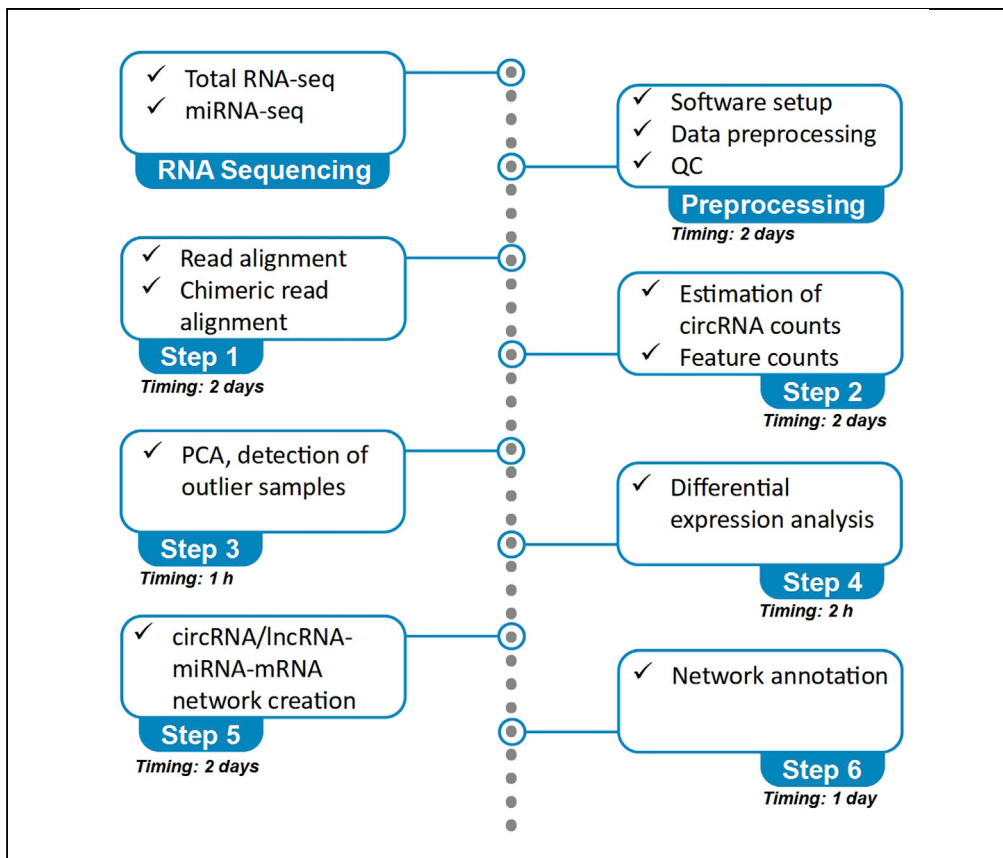 ✓ Total RNA-seq
✓ miRNA-seq
RNA Sequencing
✓ Software setup
✓ Data preprocessing
✓ QC
Preprocessing
Timing: 2 days
✓ Read alignment
✓ Chimeric read
alignment
Step 1
Timing: 2 days
✓ Estimation of
circRNA counts
✓ Feature counts
Step 2
Timing: 2 days
✓ PCA, detection of
outlier samples
Step 3
Timing: 1 h
✓ Differential
expression analysis
Step 4
Timing: 2 h
✓ circRNA/lncRNA-
miRNA-mRNA
network creation
Step 5
Timing: 2 days
✓ Network annotation
Step 6
Timing: 1 day